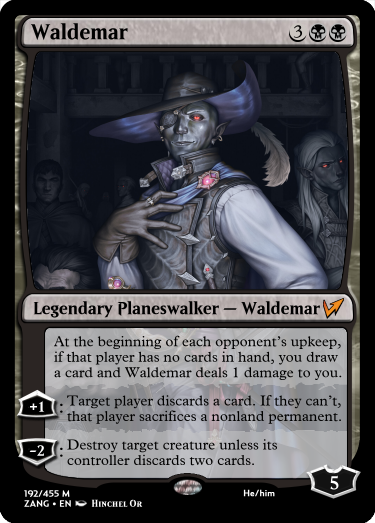 Waldemar 3
Legendary Planeswalker — Waldemar
At the beginning of each opponent's upkeep,
if that player has no cards in hand, you draw
a card and Waldemar deals 1 damage to you.
+1 : Target player discards a card. If they can't,
that player sacrifices a nonland permanent.
-2 : Destroy target creature unless its
controller discards two cards.
5
192/455 M He/him
ZANG • EN Hinchel Or